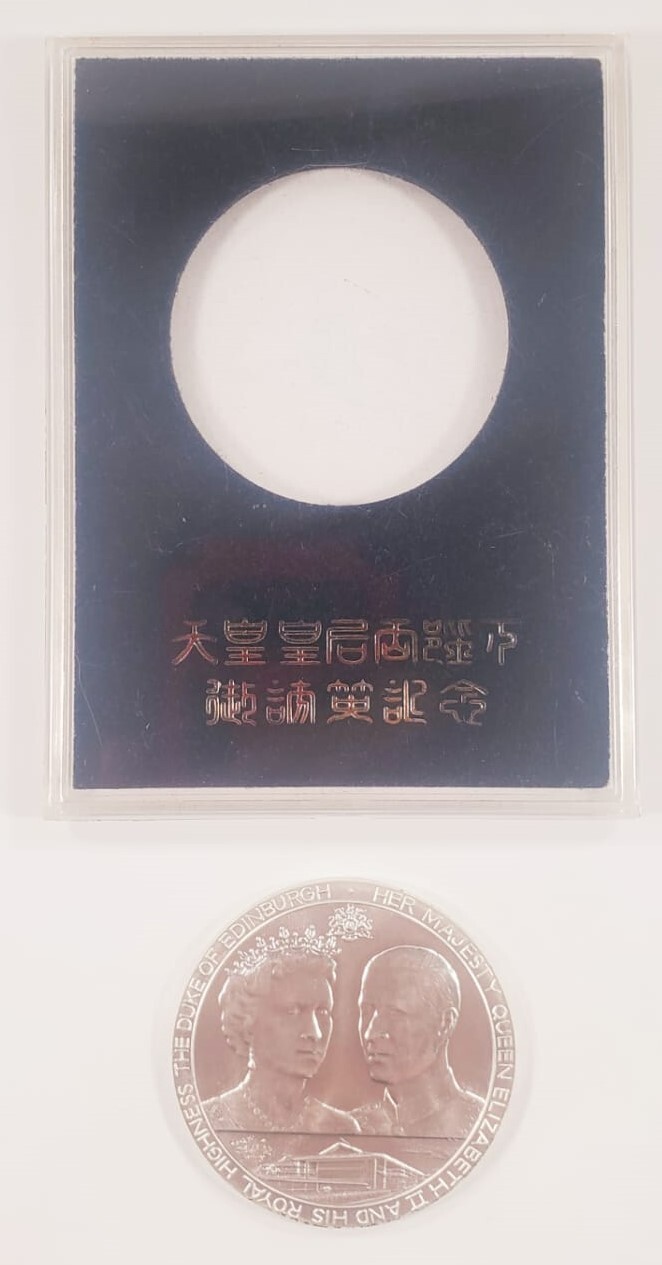 天皇皇后両陛下
御訪英記念
HER MAJESTY QUEEN ELIZABETH II AND HIS ROYAL HIGHNESS THE DUKE OF EDINBURGH ·